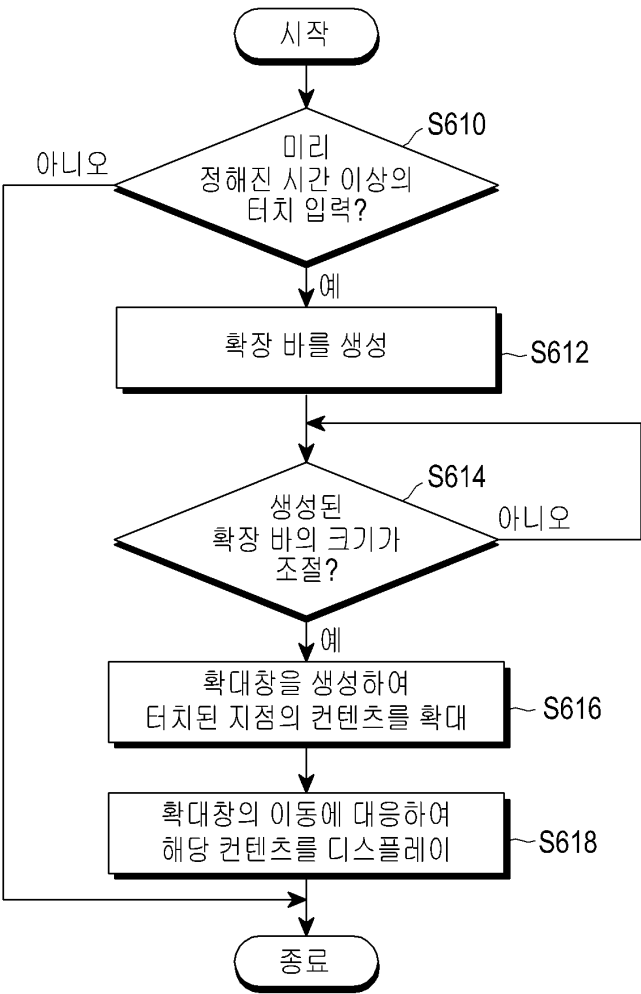 시작
S610
미리
정해진 시간 이상의
터치 입력?
아니오
예
확장 바를 생성
S612
S614
생성된
확장 바의 크기가
조절?
아니오
예
확대창을 생성하여
터치된 지점의 컨텐츠를 확대
S616
확대창의 이동에 대응하여
해당 컨텐츠를 디스플레이
S618
종료